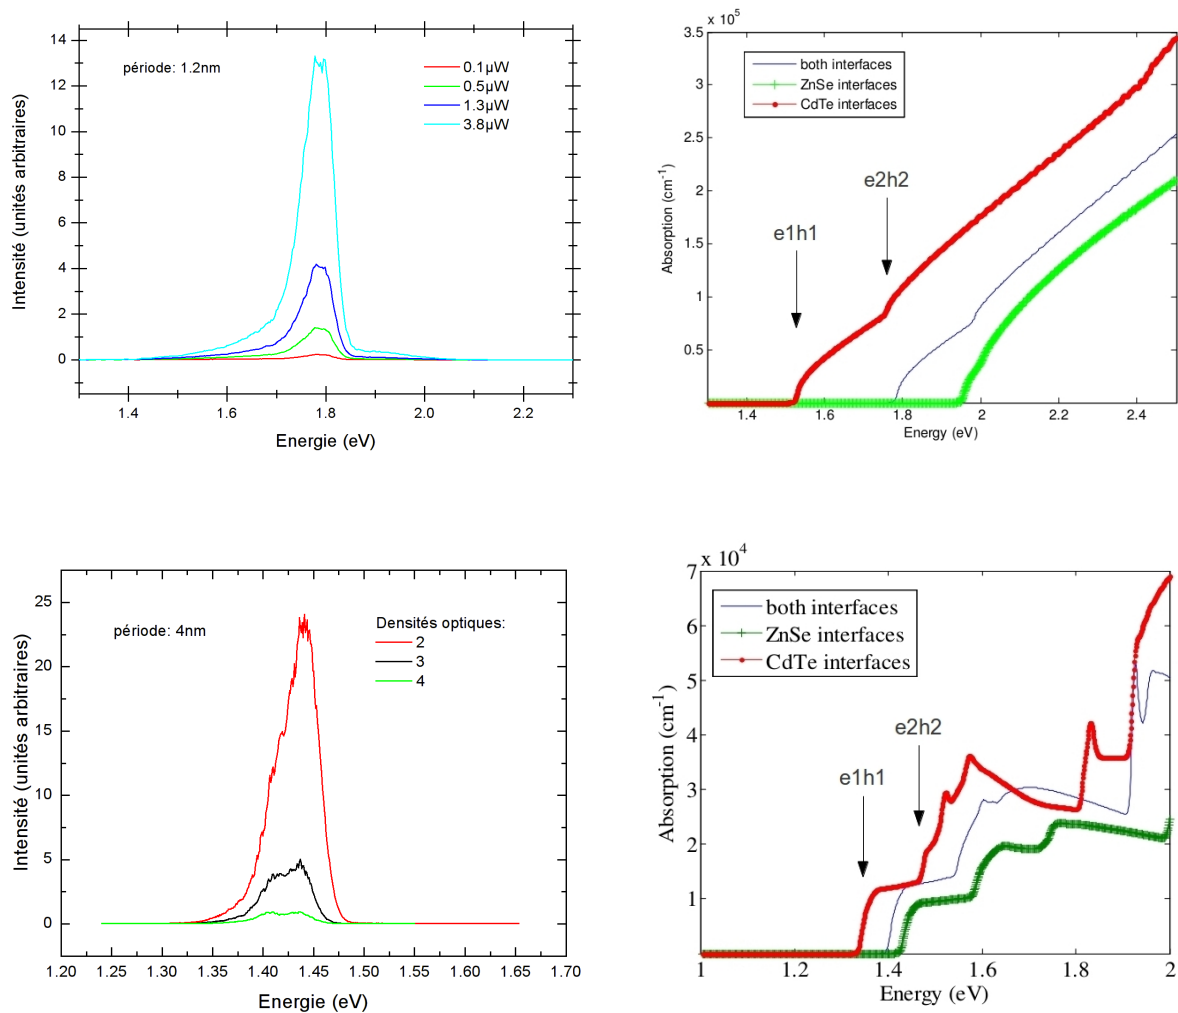 période: 1.2nm
0.1µW
0.5µW
1.3µW
3.8µW
14
12
10
8
6
4
2
0
Intensité (unités arbitraires)
1.4
1.6
1.8
2.0
2.2
Energie (eV)
x 10^5
3.5
3
2.5
2
1.5
1
0.5
both interfaces
ZnSe interfaces
CdTe interfaces
e1h1
e2h2
Absorption (cm^-1)
1.4
1.6
1.8
2
2.2
2.4
Energy (eV)
période: 4nm
Densités optiques:
2
3
4
25
20
15
10
5
0
Intensité (unités arbitraires)
1.20
1.25
1.30
1.35
1.40
1.45
1.50
1.55
1.60
1.65
1.70
Energie (eV)
x 10^4
7
6
5
4
3
2
1
both interfaces
ZnSe interfaces
CdTe interfaces
e2h2
e1h1
Absorption (cm^-1)
1
1.2
1.4
1.6
1.8
2
Energy (eV)